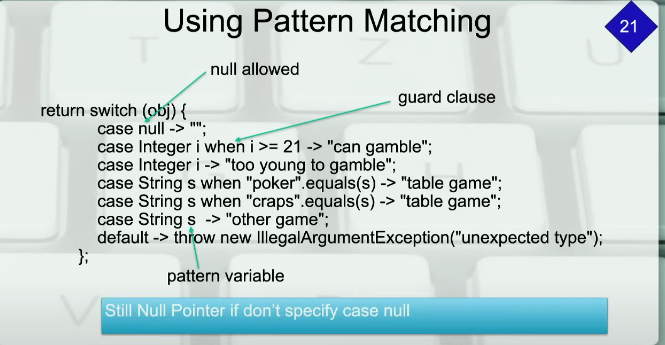 Using Pattern Matching
21
null allowed
guard clause
return switch (obj) {
case null -> "";
case Integer i when i >= 21 -> "can gamble";
case Integer i -> "too young to gamble";
case String s when "poker".equals(s) -> "table game";
case String s when "craps".equals(s) -> "table game";
case String s -> "other game";
default -> throw new IllegalArgumentException("unexpected type");
};
pattern variable
Still Null Pointer if don't specify case null